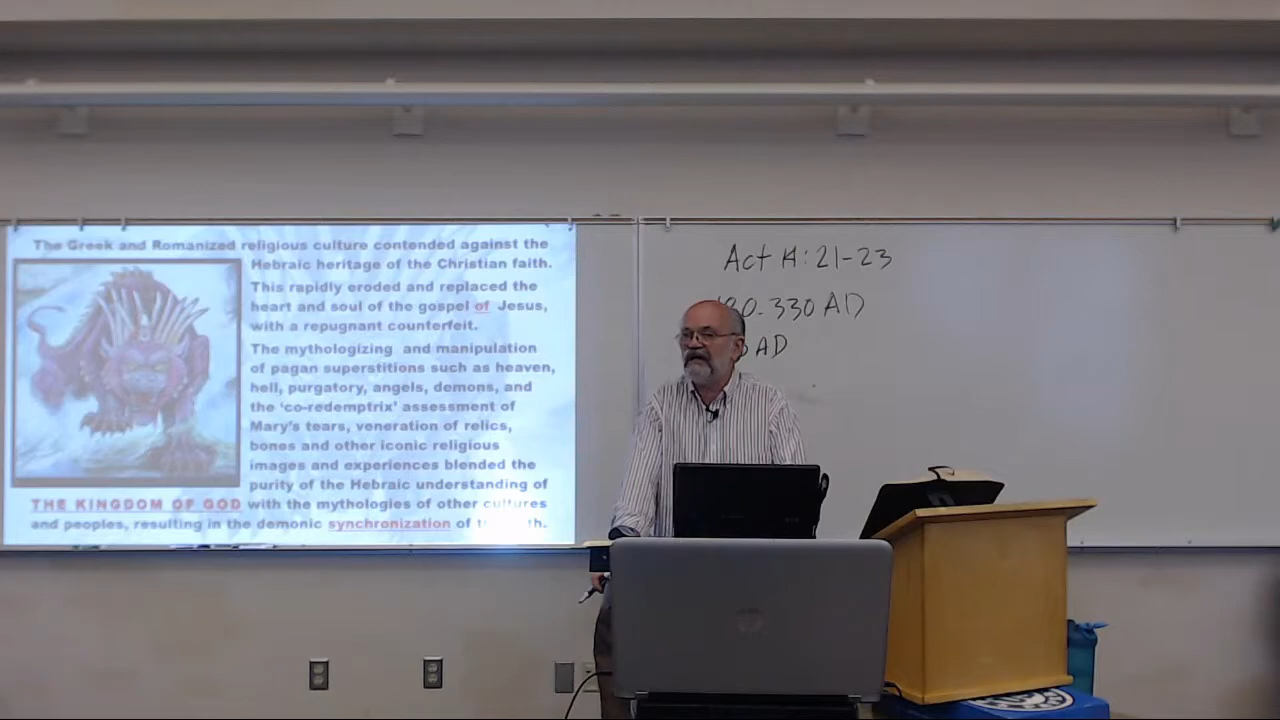 The Greek and Romanized religious culture contended against the
Hebraic heritage of the Christian faith.
This rapidly eroded and replaced the
heart and soul of the gospel of Jesus,
with a repugnant counterfeit.
The mythologizing and manipulation
of pagan superstitions such as heaven,
hell, purgatory, angels, demons, and
the ‘co-redemptrix’ assessment of
Mary's tears, veneration of relics,
bones and other iconic religious
images and experiences blended the
purity of the Hebraic understanding of
THE KINGDOM OF GOD with the mythologies of other cultures
and peoples, resulting in the demonic synchronization of
Act 14:21-23
330 AD
AD